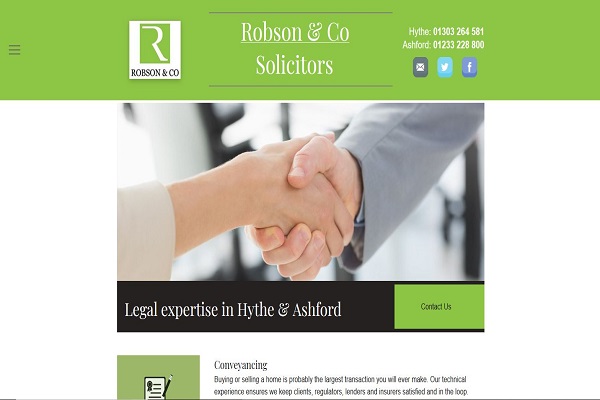 R
ROBSON & CO
Robson & Co
Solicitors
Hythe: 01303 264 581
Ashford: 01233 228 800
f
Legal expertise in Hythe & Ashford
Contact Us
Conveyancing
Buying or selling a home is probably the largest transaction you will ever make. Our technical
experience ensures we keep clients, regulators, lenders and insurers satisfied and in the loop.